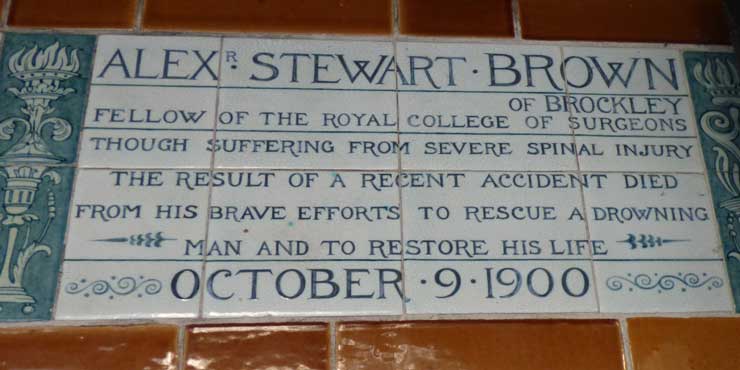 ALEXR: STEWART · BROWN
OF BROCKLEY
FELLOW OF THE ROYAL COLLEGE OF SURGEONS
THOUGH SUFFERING FROM SEVERE SPINAL INJURY
THE RESULT OF A RECENT ACCIDENT DIED
FROM HIS BRAVE EFFORTS TO RESCUE A DROWNING
MAN AND TO RESTORE HIS LIFE
OCTOBER · 9 · 1900